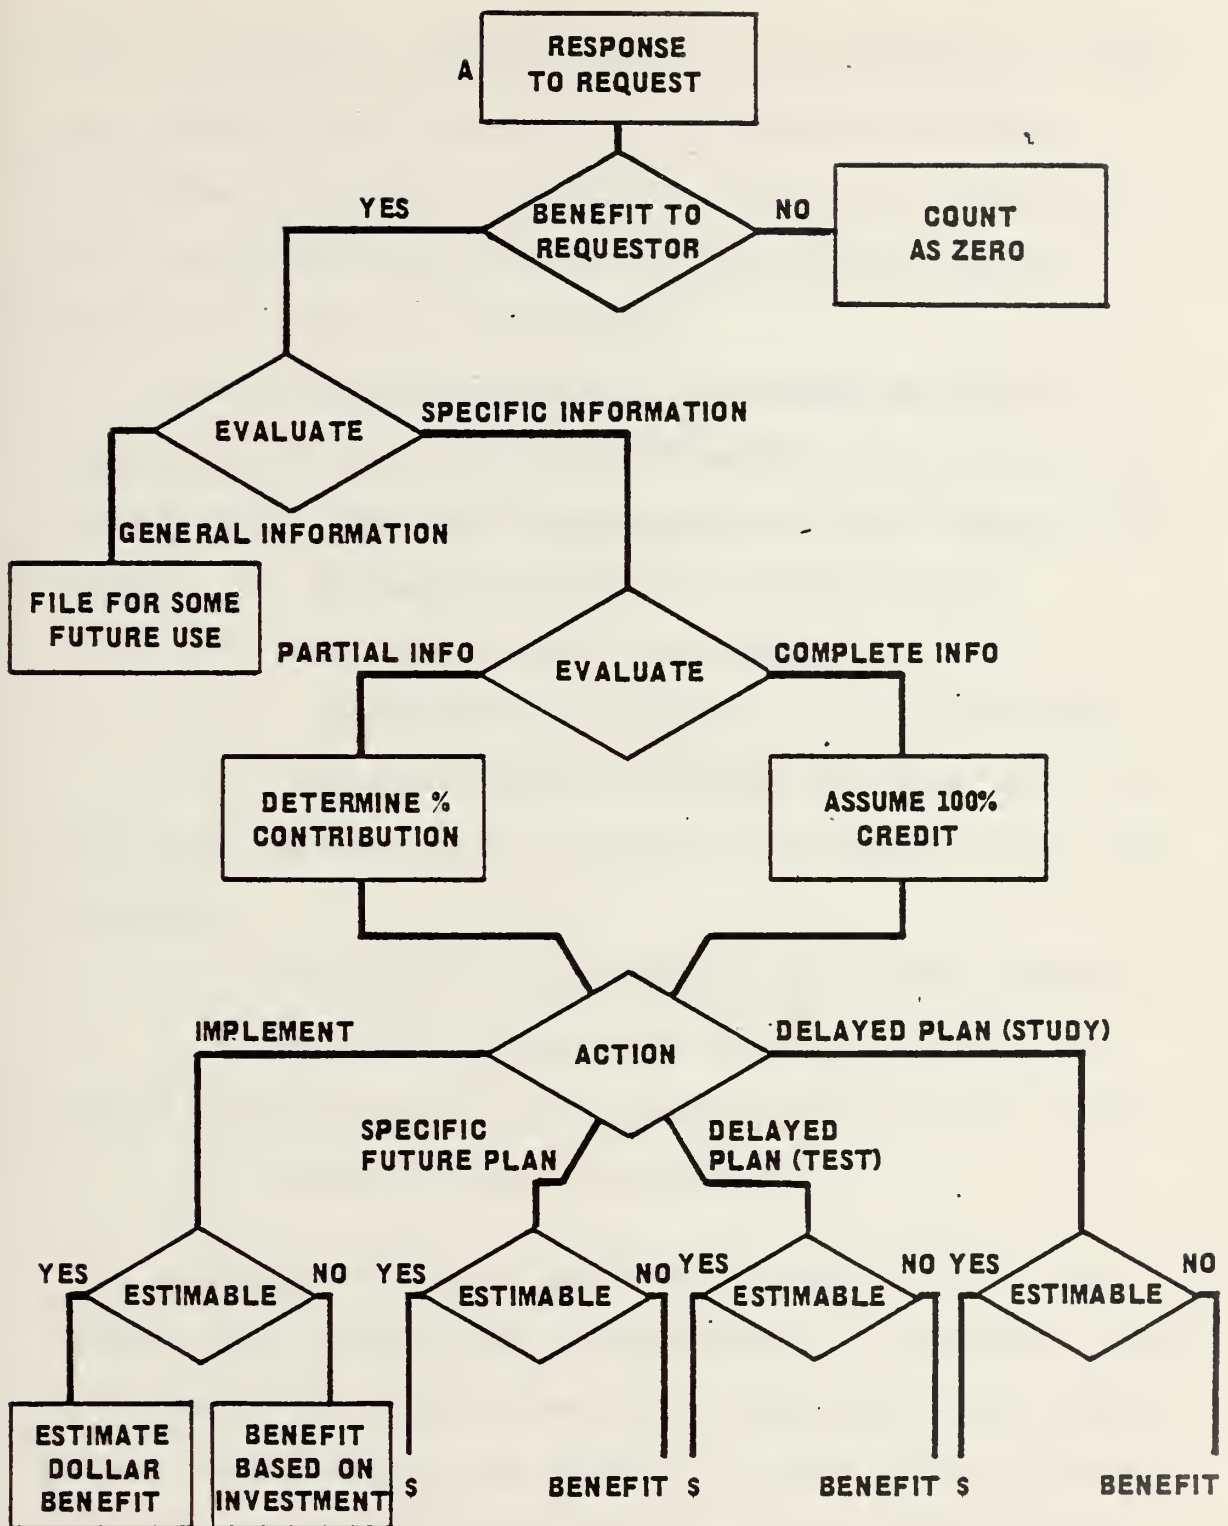 RESPONSE
TO REQUEST
A
BENEFIT TO
REQUESTOR
YES
NO
COUNT
AS ZERO
EVALUATE
SPECIFIC INFORMATION
GENERAL INFORMATION
FILE FOR SOME
FUTURE USE
PARTIAL INFO
EVALUATE
COMPLETE INFO
DETERMINE %
CONTRIBUTION
ASSUME 100%
CREDIT
IMPLEMENT
ACTION
DELAYED PLAN (STUDY)
SPECIFIC
FUTURE PLAN
DELAYED
PLAN (TEST)
YES
ESTIMABLE
NO
YES
ESTIMABLE
NO
YES
ESTIMABLE
NO
YES
ESTIMABLE
NO
ESTIMATE
DOLLAR
BENEFIT
BENEFIT
BASED ON
INVESTMENT
$
BENEFIT
$
BENEFIT
$
BENEFIT